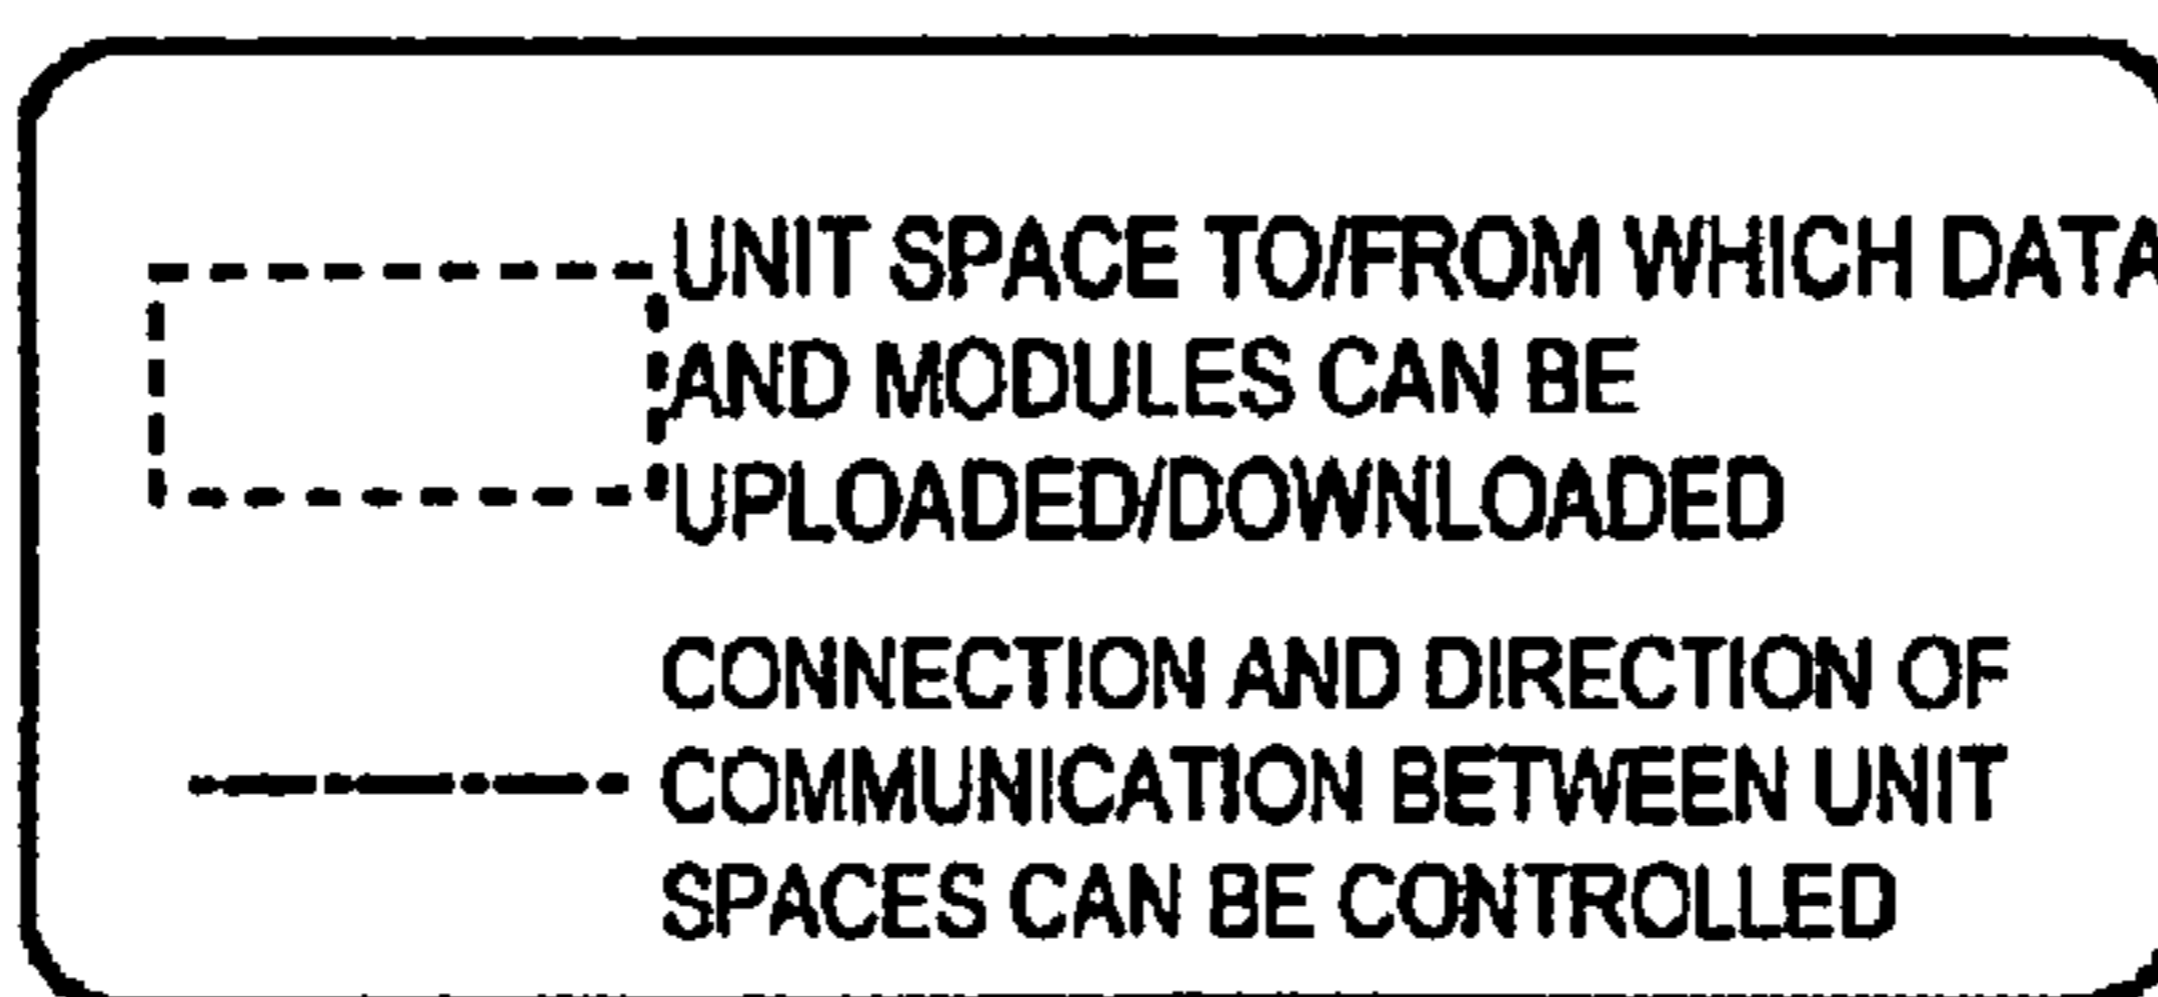 UNIT SPACE TO/FROM WHICH DATA
AND MODULES CAN BE
UPLOADED/DOWNLOADED
CONNECTION AND DIRECTION OF
COMMUNICATION BETWEEN UNIT
SPACES CAN BE CONTROLLED